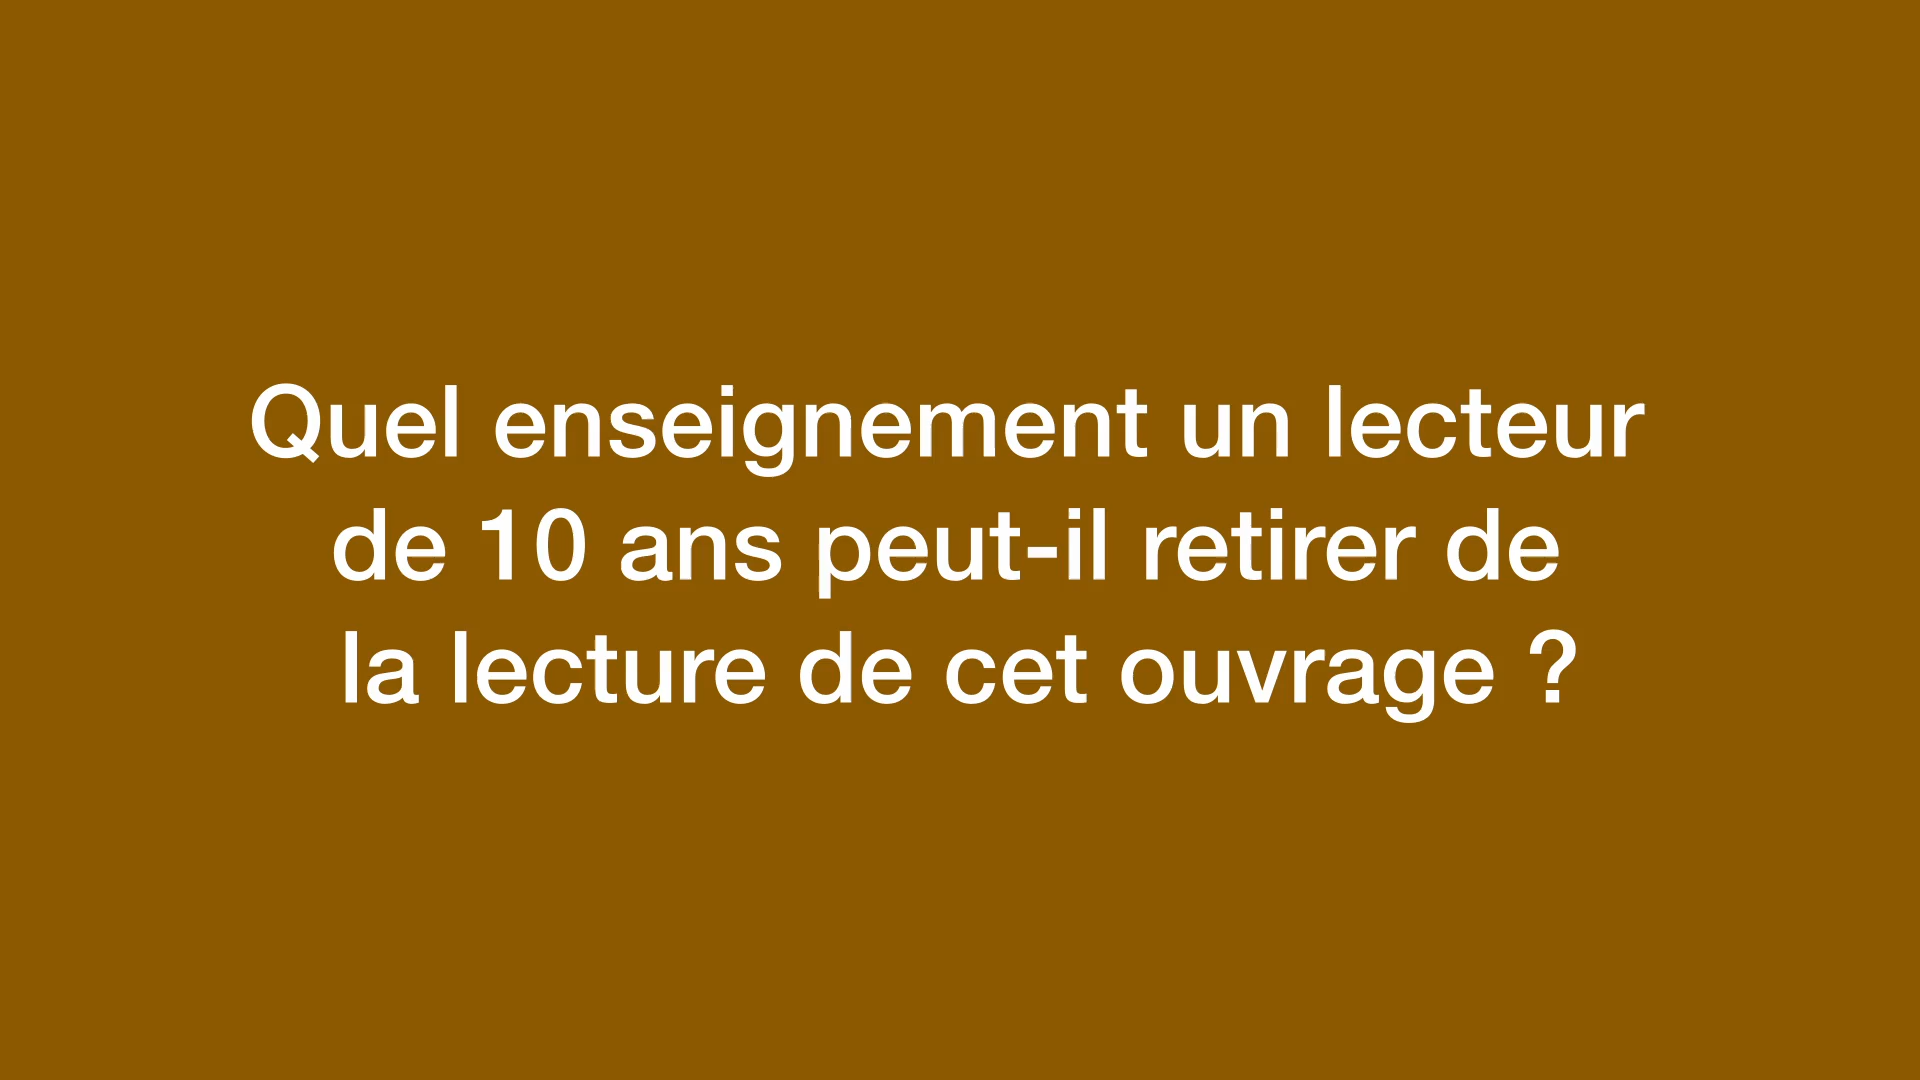 Quel enseignement un lecteur
de 10 ans peut-il retirer de
la lecture de cet ouvrage ?